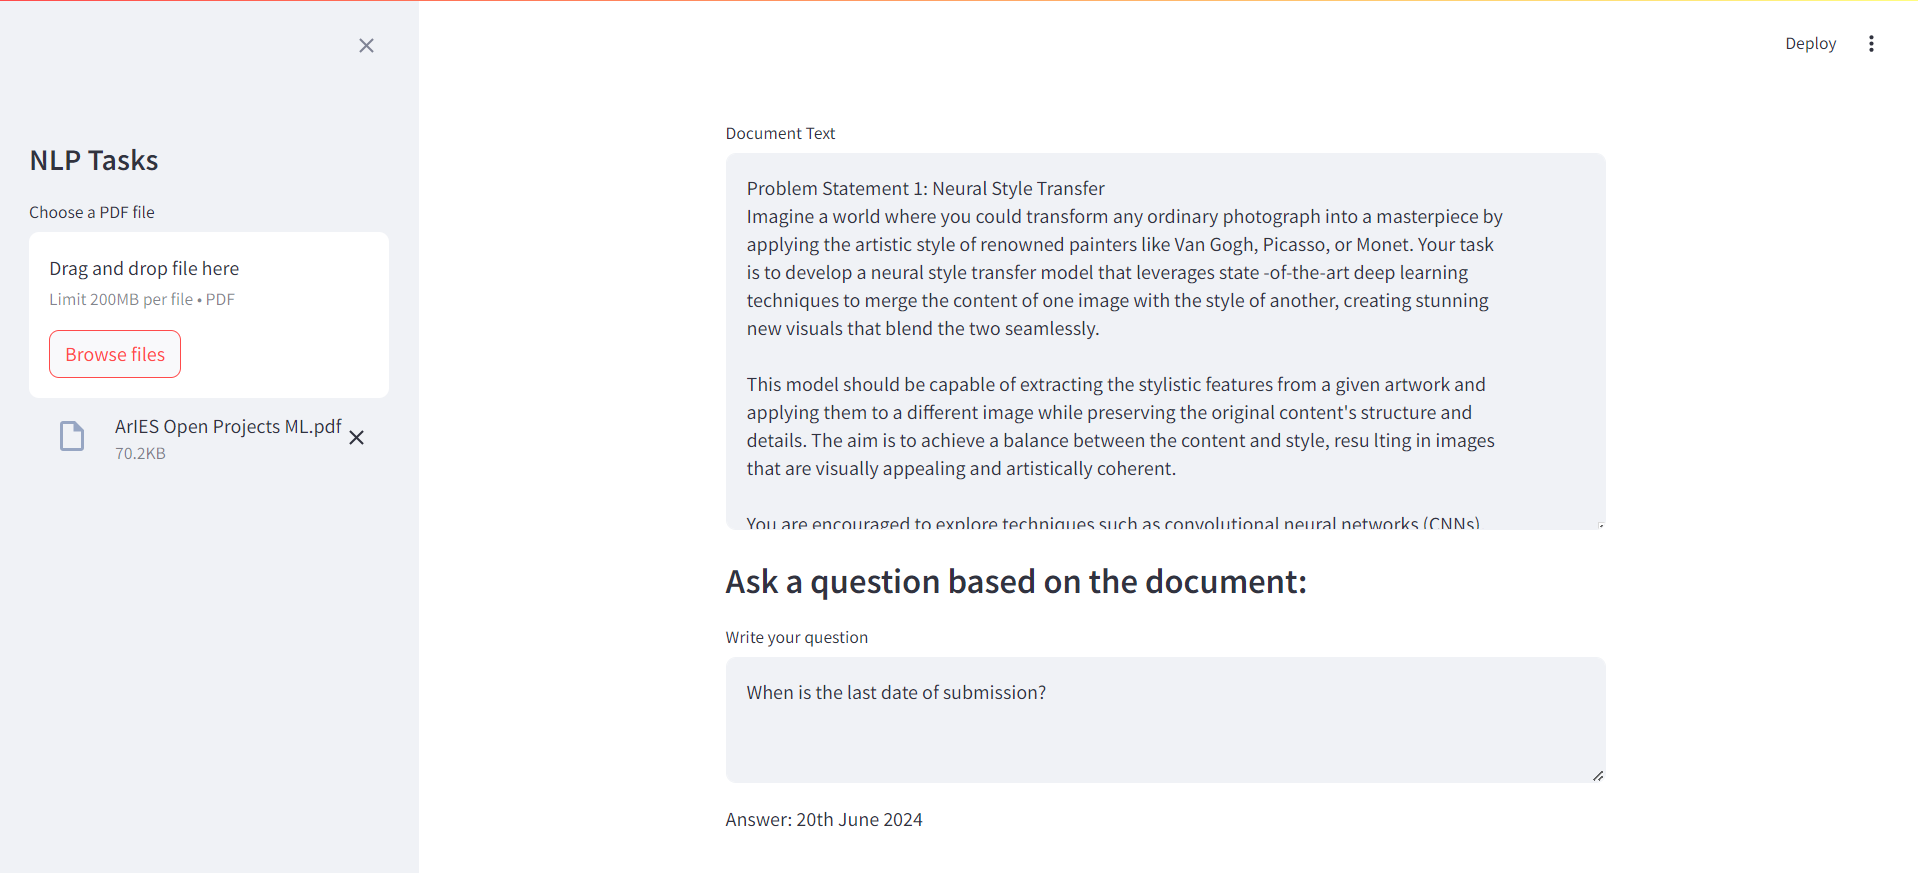 Deploy
NLP Tasks
Choose a PDF file
Drag and drop file here
Limit 200MB per file • PDF
Browse files
ArIES Open Projects ML.pdf
70.2KB
Document Text
Problem Statement 1: Neural Style Transfer
Imagine a world where you could transform any ordinary photograph into a masterpiece by
applying the artistic style of renowned painters like Van Gogh, Picasso, or Monet. Your task
is to develop a neural style transfer model that leverages state -of-the-art deep learning
techniques to merge the content of one image with the style of another, creating stunning
new visuals that blend the two seamlessly.
This model should be capable of extracting the stylistic features from a given artwork and
applying them to a different image while preserving the original content's structure and
details. The aim is to achieve a balance between the content and style, resu lting in images
that are visually appealing and artistically coherent.
You are encouraged to explore techniques such as convolutional neural networks (CNNs)
Ask a question based on the document:
Write your question
When is the last date of submission?
Answer: 20th June 2024